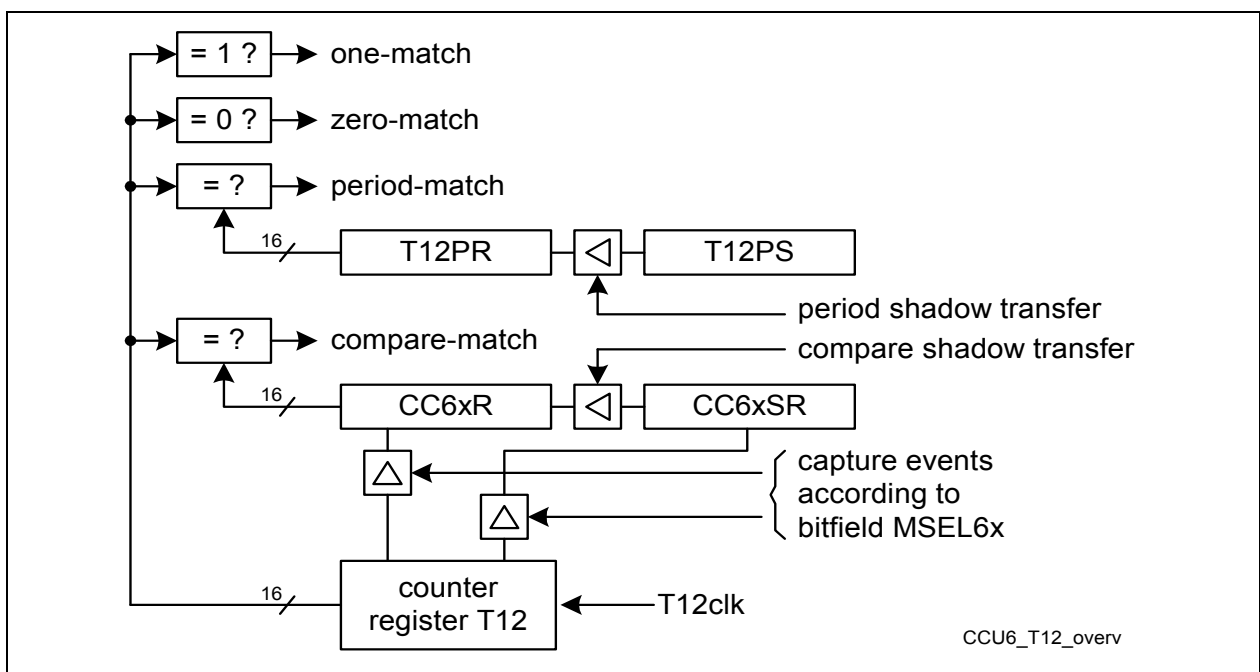 = 1 ?
one-match
= 0 ?
zero-match
= ?
period-match
16
T12PR
T12PS
period shadow transfer
= ?
compare-match
compare shadow transfer
16
CC6xR
CC6xSR
capture events
according to
bitfield MSEL6x
16
counter
register T12
T12clk
CCU6_T12_overv